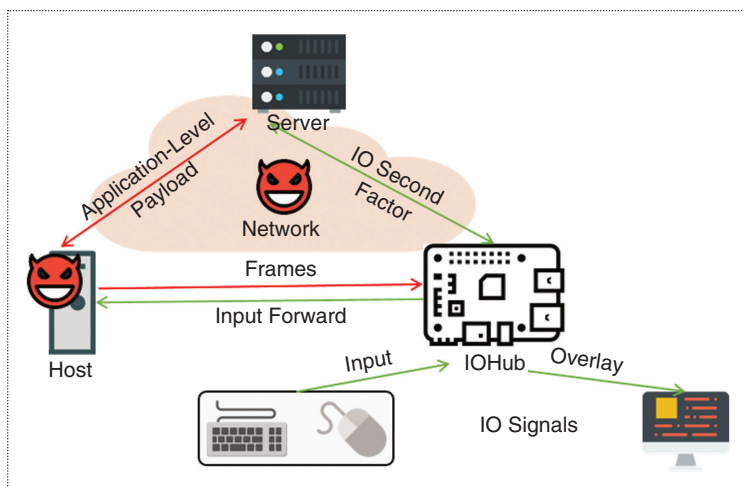 Server
Application-Level
Payload
IO Second
Factor
Network
Frames
Input Forward
Host
Input
IOHub
Overlay
IO Signals